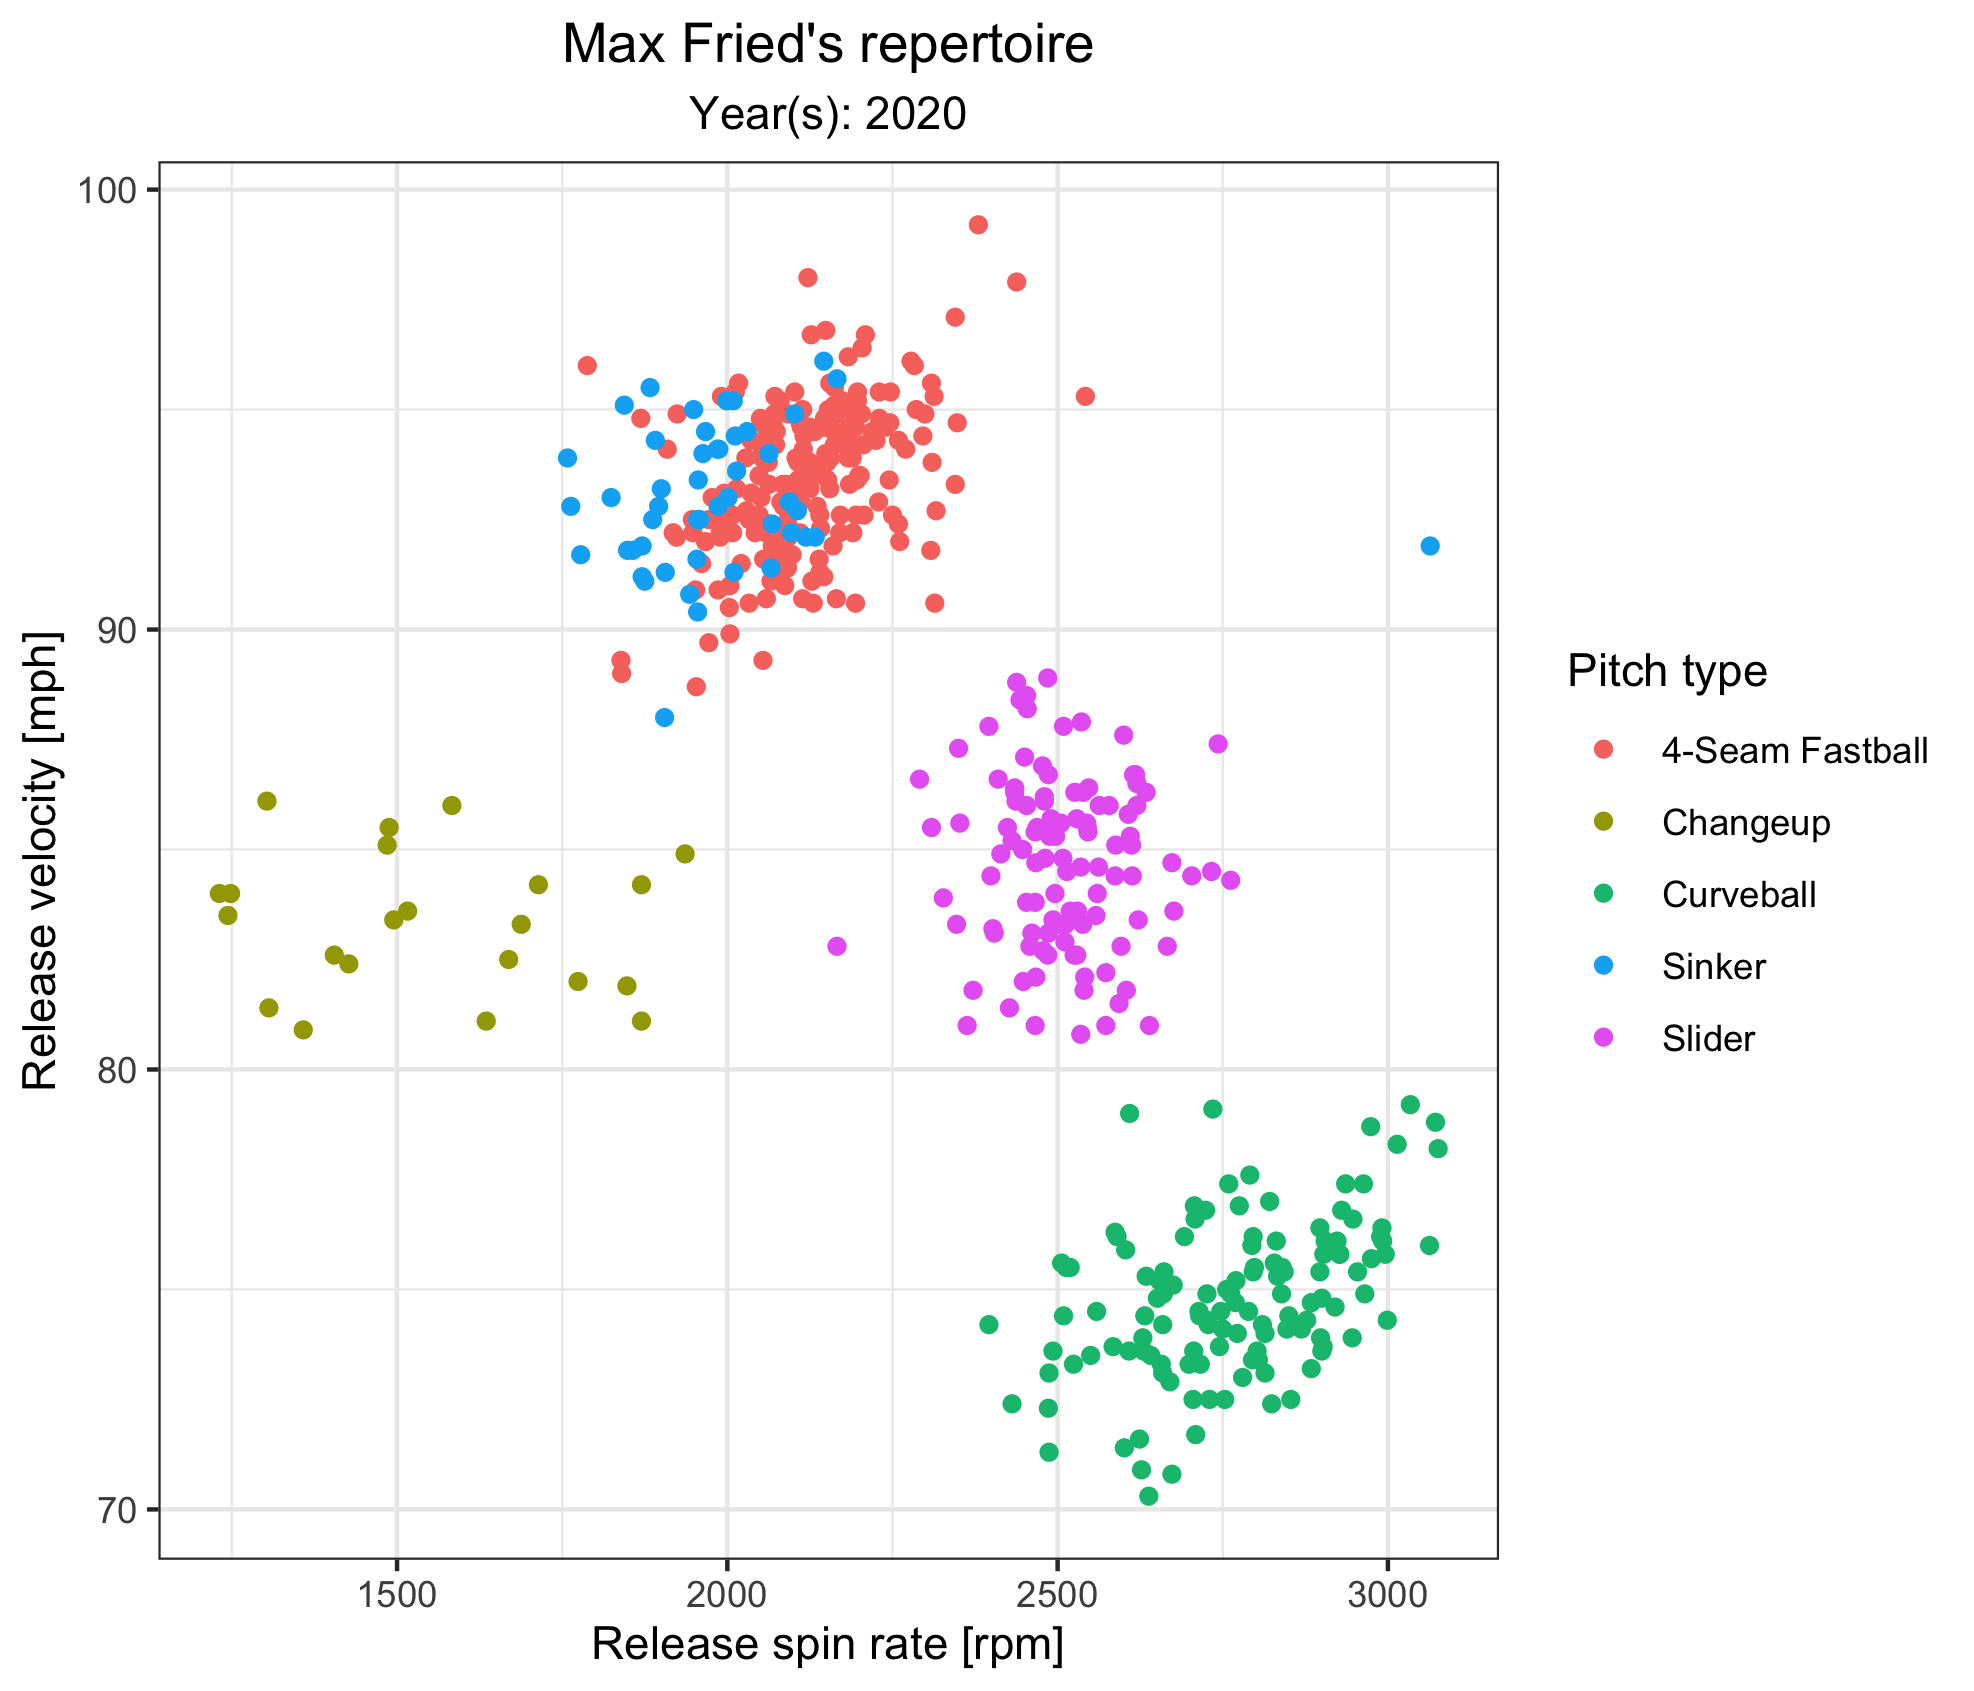 Max Fried's repertoire
Year(s): 2020
100
90
80
70
Release velocity [mph]
1500 2000 2500 3000
Release spin rate [rpm]
Pitch type
4-Seam Fastball
Changeup
Curveball
Sinker
Slider